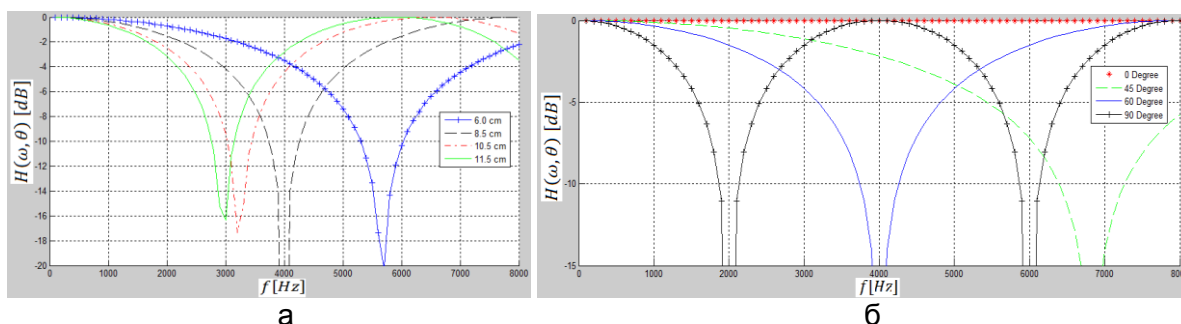 H(ω,θ) [dB]
0
-2
-4
-6
-8
-10
-12
-14
-16
-18
-20
0 1000 2000 3000 4000 5000 6000 7000 8000
f[Hz]
6.0 cm
8.5 cm
10.5 cm
11.5 cm
а
H(ω,θ) [dB]
0
-5
-10
-15
1000 2000 3000 4000 5000 6000 7000 8000
f[Hz]
0 Degree
45 Degree
60 Degree
90 Degree
б